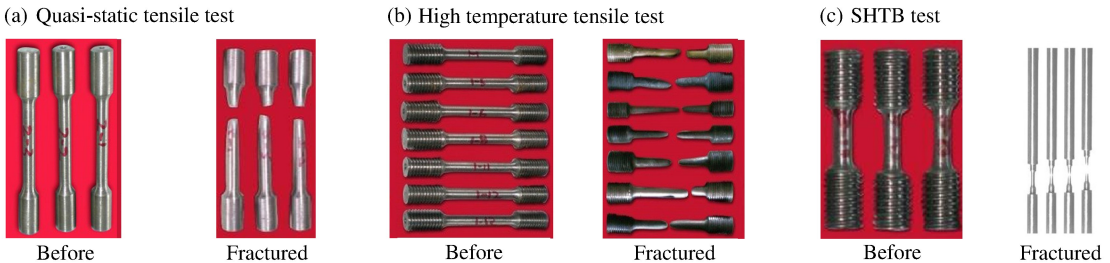 (a) Quasi-static tensile test
(b) High temperature tensile test
(c) SHTB test
Before
Fractured
Before
Fractured
Before
Fractured